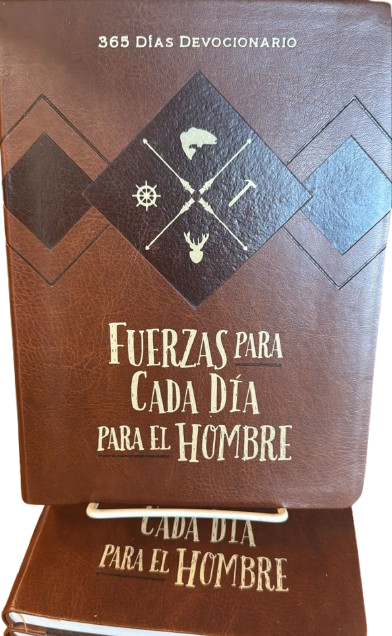 365 DÍAS DEVOCIONARIO
FUERZAS PARA
CADA DÍA
PARA EL HOMBRE
CADA DÍA
PARA EL HOMBRE